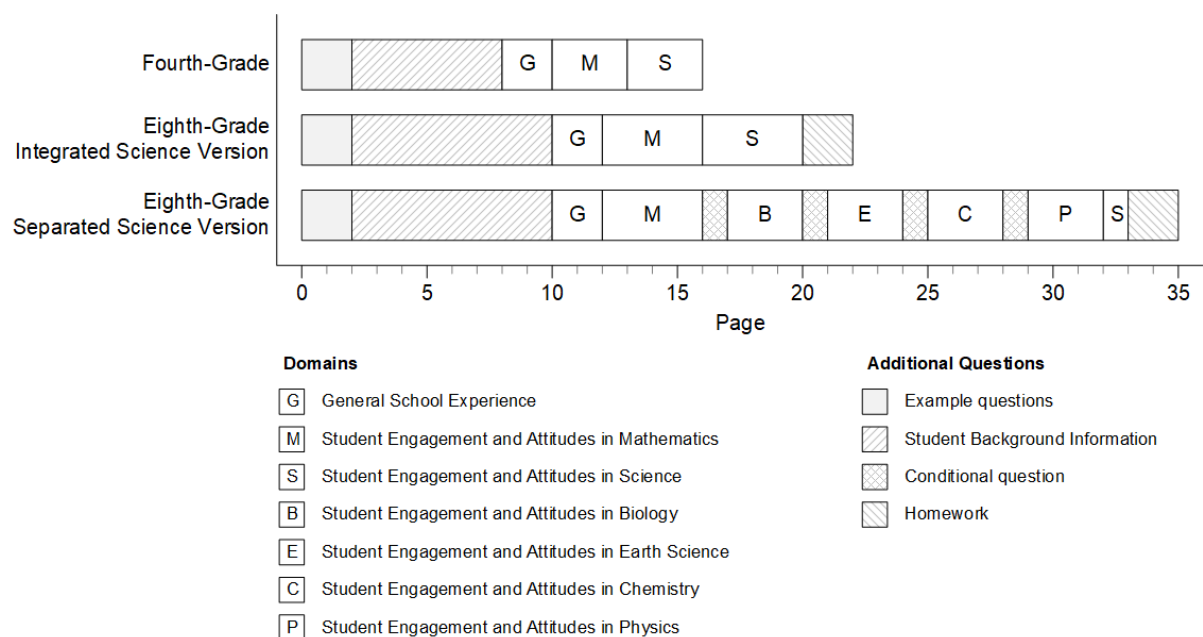 Fourth-Grade
G M S
Eighth-Grade
Integrated Science Version
G M S
Eighth-Grade
Separated Science Version
G M B E C P S
0 5 10 15 20 25 30 35
Page
Domains
G General School Experience
M Student Engagement and Attitudes in Mathematics
S Student Engagement and Attitudes in Science
B Student Engagement and Attitudes in Biology
E Student Engagement and Attitudes in Earth Science
C Student Engagement and Attitudes in Chemistry
P Student Engagement and Attitudes in Physics
Additional Questions
Example questions
Student Background Information
Conditional question
Homework